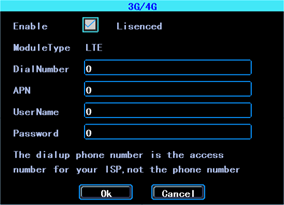 3G/4G
Enable Lisenced
ModuleType LTE
DialNumber 0
APN 0
UserName 0
Password 0
The dialup phone number is the access
number for your ISP,not the phone number
Ok Cancel